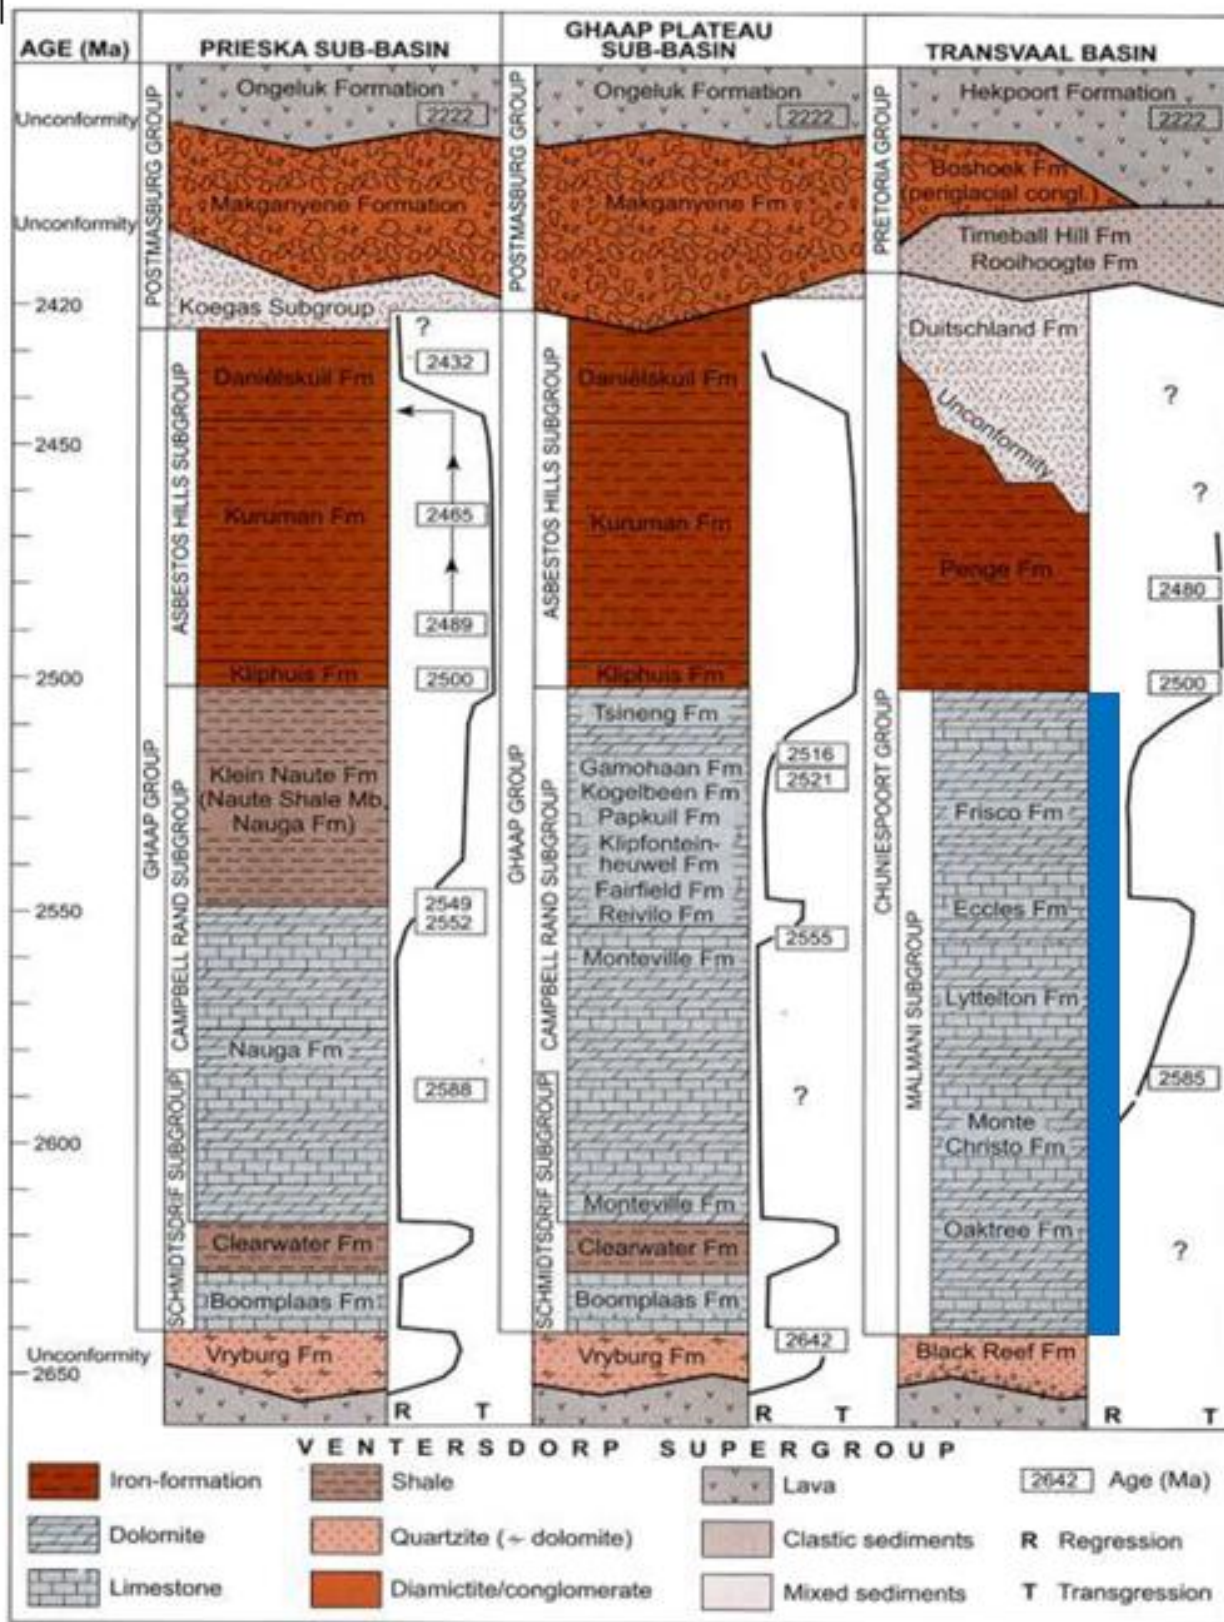 AGE (Ma)
PRIESKA SUB-BASIN
GHAAP PLATEAU
SUB-BASIN
TRANSVAAL BASIN
Unconformity
Unconformity
2420
2450
2500
2550
2600
Unconformity
2650
POSTMASBURG GROUP
GHAAP GROUP
ASBESTOS HILLS SUBGROUP
CAMPBELL RAND SUBGROUP
SCHMIDTSDRIF SUBGROUP
Ongeluk Formation
2222
Makganyene Formation
Koegas Subgroup
?
Daniëlskuil Fm
2432
Kuruman Fm
2465
2489
Kliphuis Fm
2500
Klein Naute Fm
(Naute Shale Mb,
Nauga Fm)
2549
2552
Nauga Fm
2588
Clearwater Fm
Boomplaas Fm
Vryburg Fm
R T
POSTMASBURG GROUP
GHAAP GROUP
ASBESTOS HILLS SUBGROUP
CAMPBELL RAND SUBGROUP
SCHMIDTSDRIF SUBGROUP
Ongeluk Formation
2222
Makganyene Fm
Daniëlskuil Fm
Kuruman Fm
Kliphuis Fm
Tsineng Fm
2516
Gamohaan Fm
2521
Kogelbeen Fm
Papkuil Fm
Klipfontein-
heuwel Fm
Fairfield Fm
Reivilo Fm
2555
Monteville Fm
?
Monteville Fm
Clearwater Fm
Boomplaas Fm
2642
Vryburg Fm
R T
PRETORIA GROUP
CHUNIESPOORT GROUP
MALMANI SUBGROUP
Hekpoort Formation
2222
Boshoek Fm
(periglacial congl.)
Timeball Hill Fm
Rooihoogte Fm
Duitschland Fm
?
Unconformity
?
Penge Fm
2480
2500
Frisco Fm
Eccles Fm
Lyttelton Fm
2585
Monte
Christo Fm
Oaktree Fm
?
Black Reef Fm
R T
VENTERSDORP SUPERGROUP
Iron-formation
Shale
Lava
2642 Age (Ma)
Dolomite
Quartzite (~ dolomite)
Clastic sediments
R Regression
Limestone
Diamictite/conglomerate
Mixed sediments
T Transgression